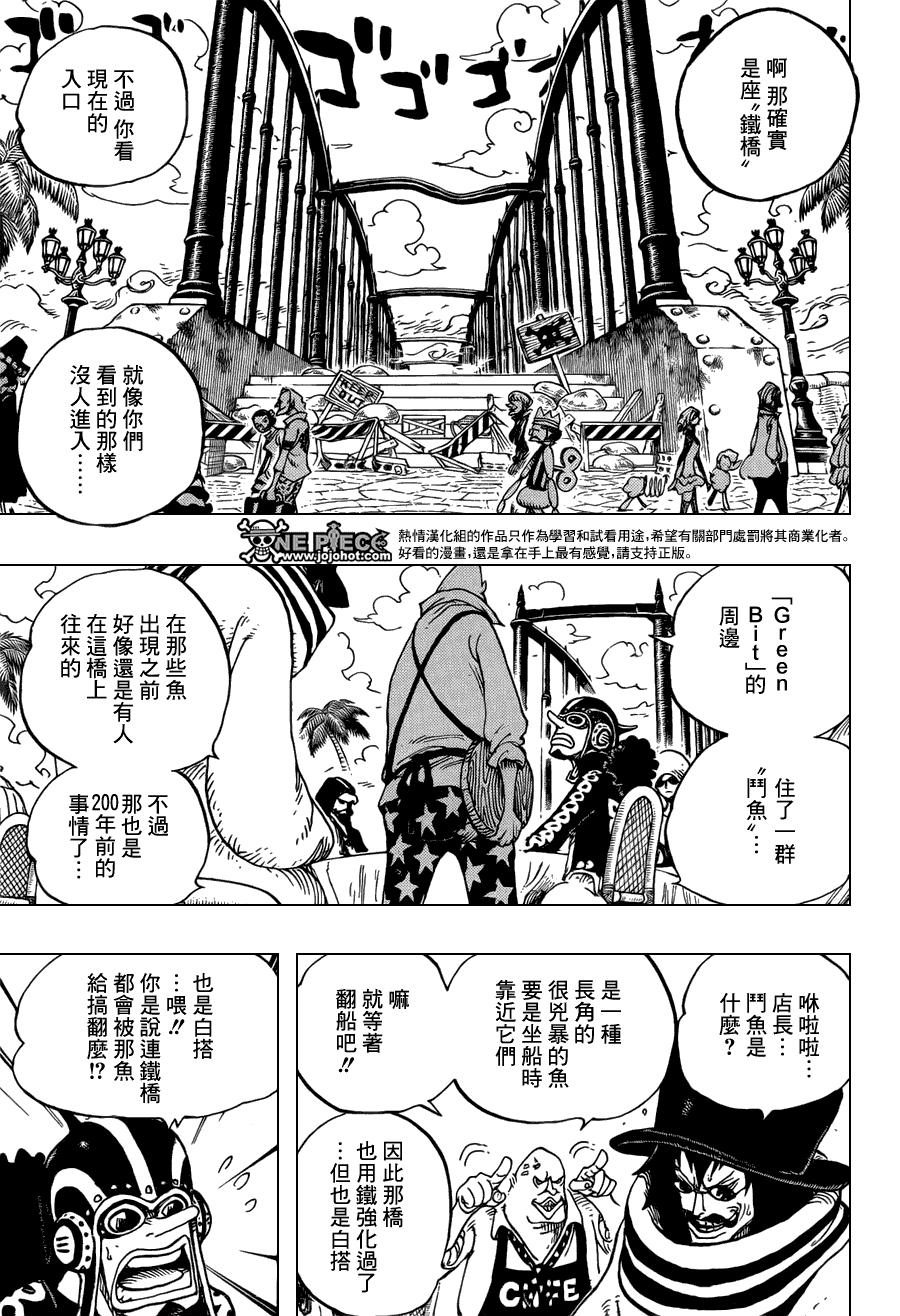 啊 那確實
是座〝鐵橋〞
ゴゴゴゴ
不過 你看
現在的
入口
就像你們
看到的那樣
沒人進入……
KEEP
OUT
ONE PIECE
www.jojohot.com
熱情漢化組的作品只作為學習和試看用途,希望有關部門處罰將其商業化者。
好看的漫畫,還是拿在手上最有感覺,請支持正版。
「Green
Bit」的
周邊
住了一群
〝鬥魚〞…
在那些魚
出現之前
好像還是有人
在這橋上
往來的
不過
那也是
200年前的
事情了…
咻啦啦…
店長…
鬥魚是
什麼?
是一種
長角的
很兇暴的魚
要是坐船時
靠近它們
嘛
就等著
翻船吧!!
因此那橋
也用鐵強化過了
…但也是白搭
CAFE
也是白搭
…喂!!
你是說連鐵橋
都會被那魚
給搞翻麼!?